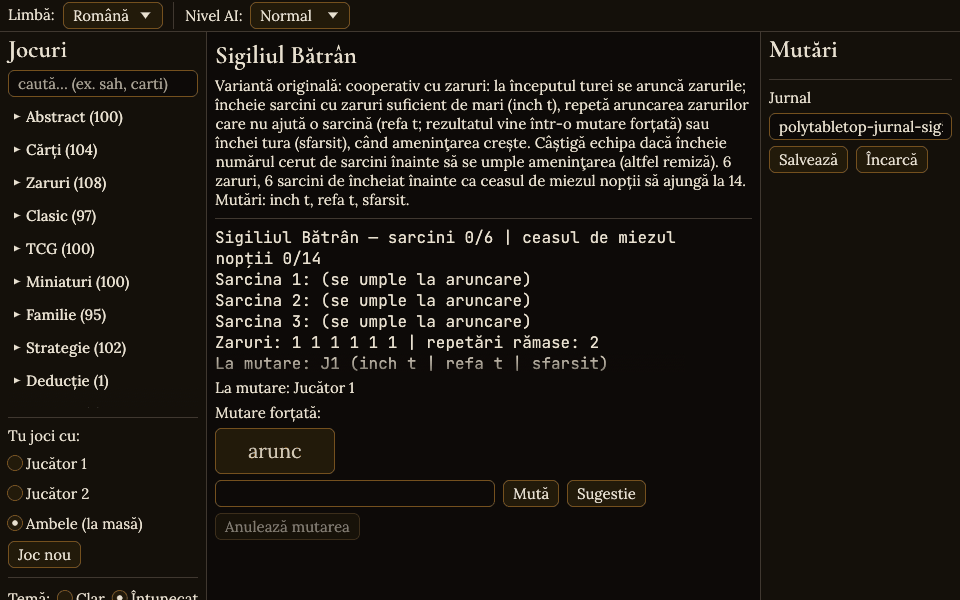 Limbă: Română ▼ Nivel AI: Normal ▼
Jocuri
caută... (ex. sah, carti)
▸ Abstract (100)
▸ Cărți (104)
▸ Zaruri (108)
▸ Clasic (97)
▸ TCG (100)
▸ Miniaturi (100)
▸ Familie (95)
▸ Strategie (102)
▸ Deducție (1)
Tu joci cu:
Jucător 1
Jucător 2
Ambele (la masă)
Joc nou
Temă: Clar Întunecat
Sigiliul Bătrân
Variantă originală: cooperativ cu zaruri: la începutul turei se aruncă zarurile;
încheie sarcini cu zaruri suficient de mari (inch t), repetă aruncarea zarurilor
care nu ajută o sarcină (refa t; rezultatul vine într-o mutare forțată) sau
închei tura (sfarsit), când amenințarea crește. Câștigă echipa dacă încheie
numărul cerut de sarcini înainte să se umple amenințarea (altfel remiză). 6
zaruri, 6 sarcini de încheiat înainte ca ceasul de miezul nopții să ajungă la 14.
Mutări: inch t, refa t, sfarsit.
Sigiliul Bătrân — sarcini 0/6 | ceasul de miezul
nopții 0/14
Sarcina 1: (se umple la aruncare)
Sarcina 2: (se umple la aruncare)
Sarcina 3: (se umple la aruncare)
Zaruri: 1 1 1 1 1 1 | repetări rămase: 2
La mutare: J1 (inch t | refa t | sfarsit)
La mutare: Jucător 1
Mutare forțată:
arunc
Mută Sugestie
Anulează mutarea
Mutări
Jurnal
polytabletop-jurnal-sig
Salvează Încarcă